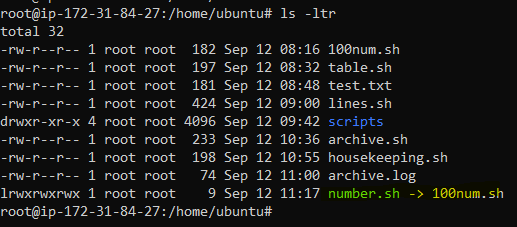 root@ip-172-31-84-27:/home/ubuntu# ls -ltr
total 32
-rw-r--r-- 1 root root  182 Sep 12 08:16 100num.sh
-rw-r--r-- 1 root root  197 Sep 12 08:32 table.sh
-rw-r--r-- 1 root root  181 Sep 12 08:48 test.txt
-rw-r--r-- 1 root root  424 Sep 12 09:00 lines.sh
drwxr-xr-x 4 root root 4096 Sep 12 09:42 scripts
-rw-r--r-- 1 root root  233 Sep 12 10:36 archive.sh
-rw-r--r-- 1 root root  198 Sep 12 10:55 housekeeping.sh
-rw-r--r-- 1 root root   74 Sep 12 11:00 archive.log
lrwxrwxrwx 1 root root    9 Sep 12 11:17 number.sh -> 100num.sh
root@ip-172-31-84-27:/home/ubuntu#